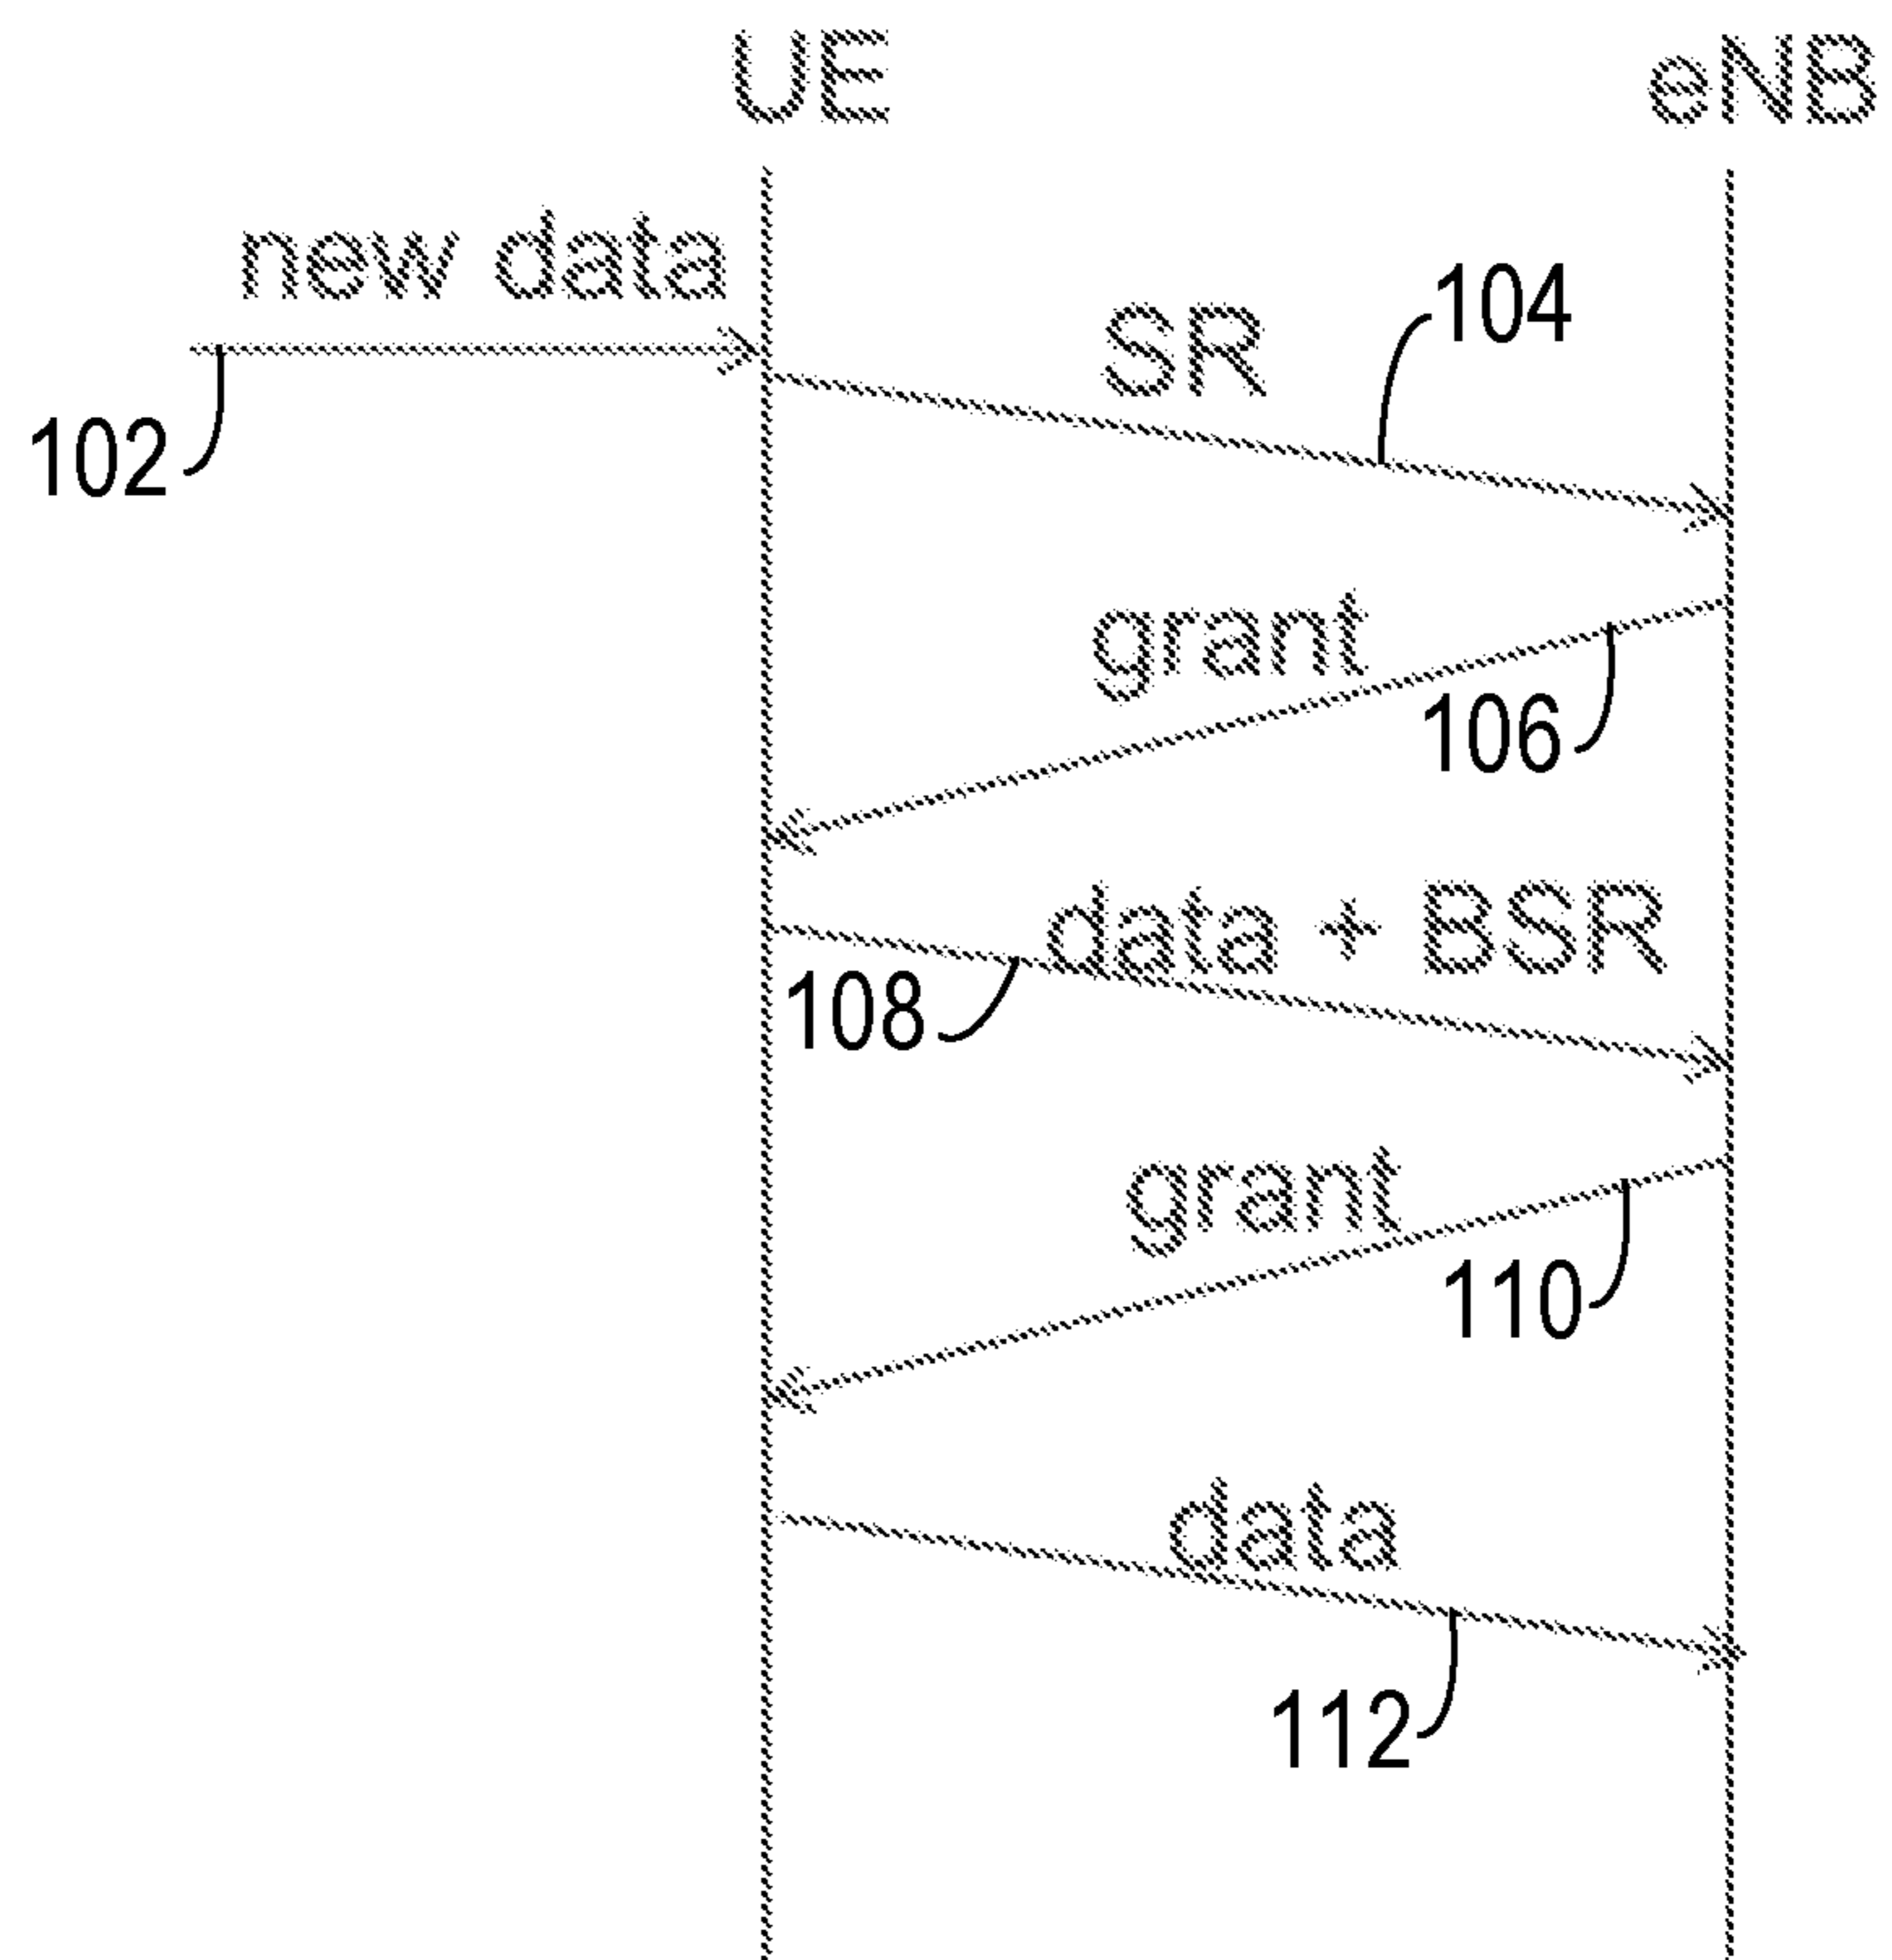 UE eNB
new data
SR
104
102
grant
106
data + BSR
108
grant
110
data
112